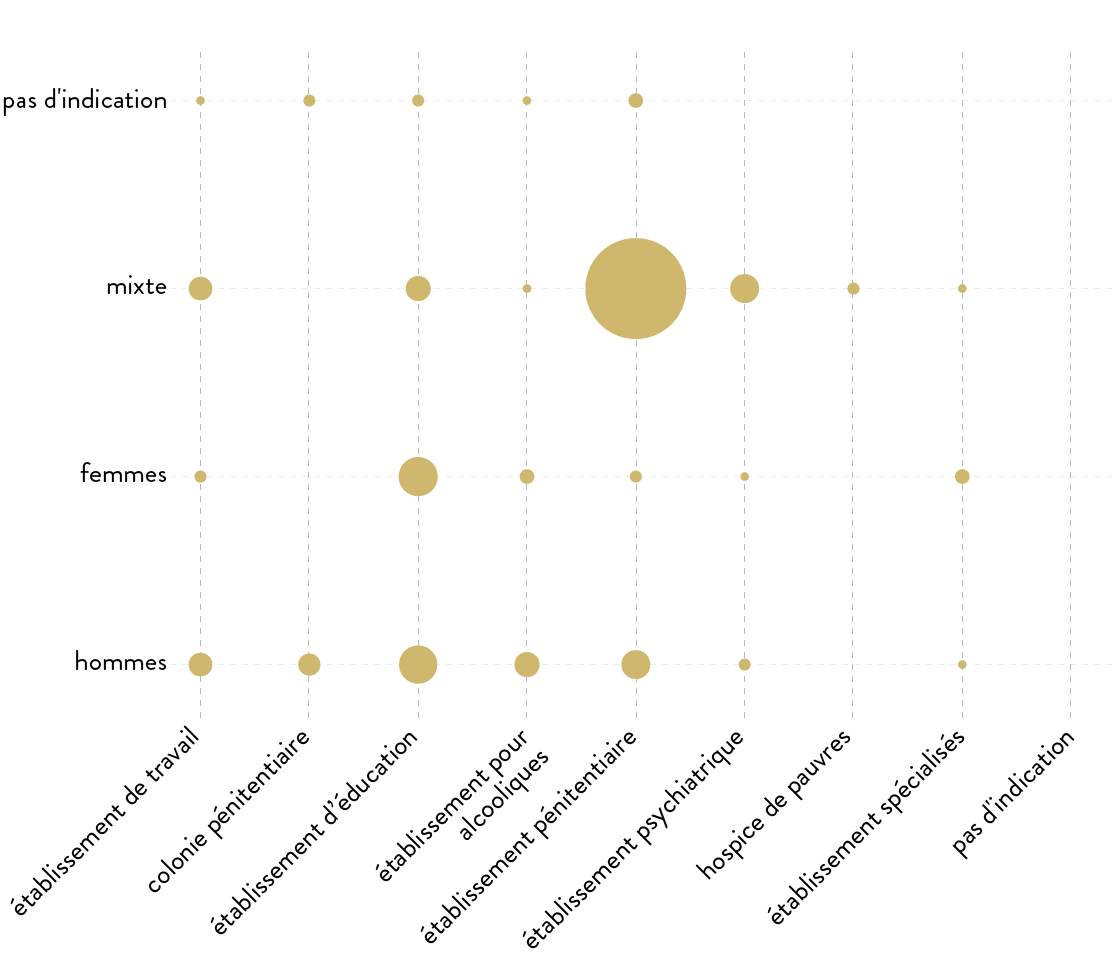 pas d'indication
mixte
femmes
hommes
établissement de travail
colonie pénitentiaire
établissement d’éducation
établissement pour
alcooliques
établissement pénitentiaire
établissement psychiatrique
hospice de pauvres
établissement spécialisés
pas d'indication